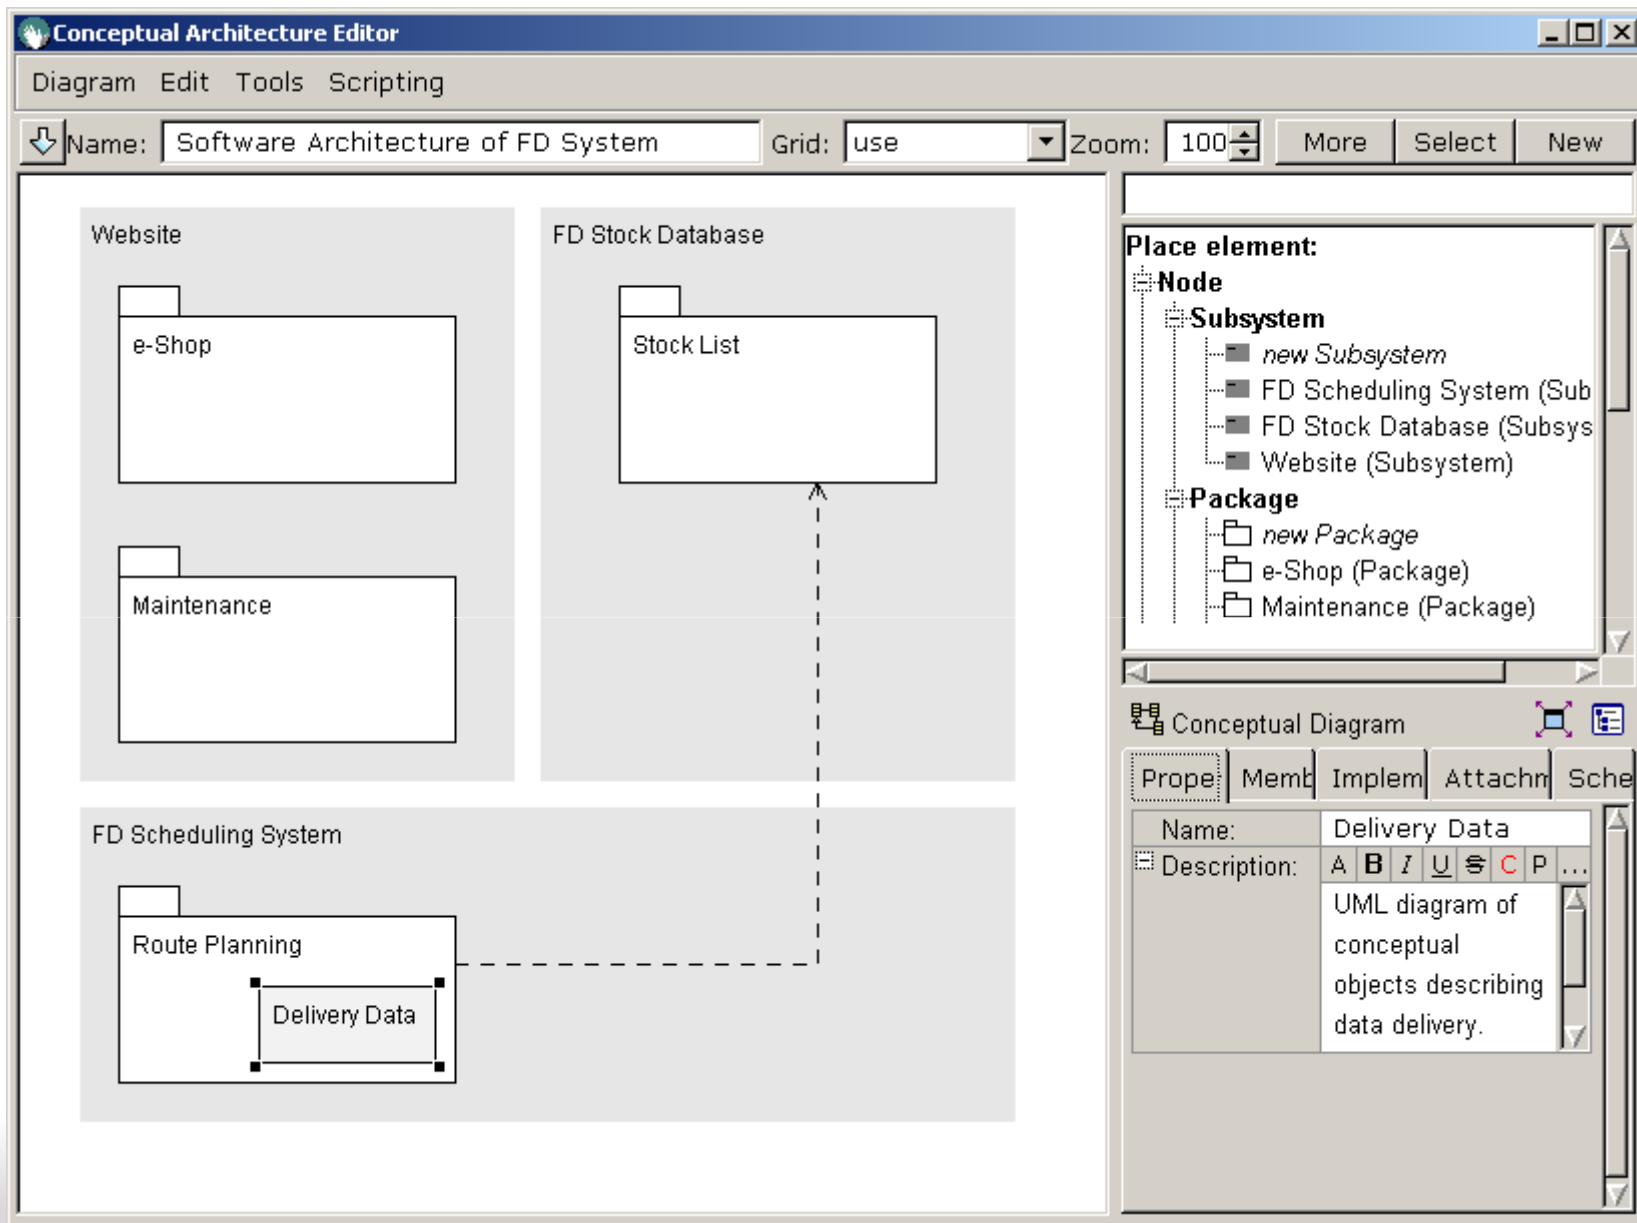 Conceptual Architecture Editor
Diagram Edit Tools Scripting
Name: Software Architecture of FD System Grid: use Zoom: 100 More Select New
Website
e-Shop
Maintenance
FD Stock Database
Stock List
FD Scheduling System
Route Planning
Delivery Data
Place element:
Node
Subsystem
new Subsystem
FD Scheduling System (Sub
FD Stock Database (Subsys
Website (Subsystem)
Package
new Package
e-Shop (Package)
Maintenance (Package)
Conceptual Diagram
Prope Memb Implem Attachm Sche
Name: Delivery Data
Description: A B I U S C P ...
UML diagram of
conceptual
objects describing
data delivery.